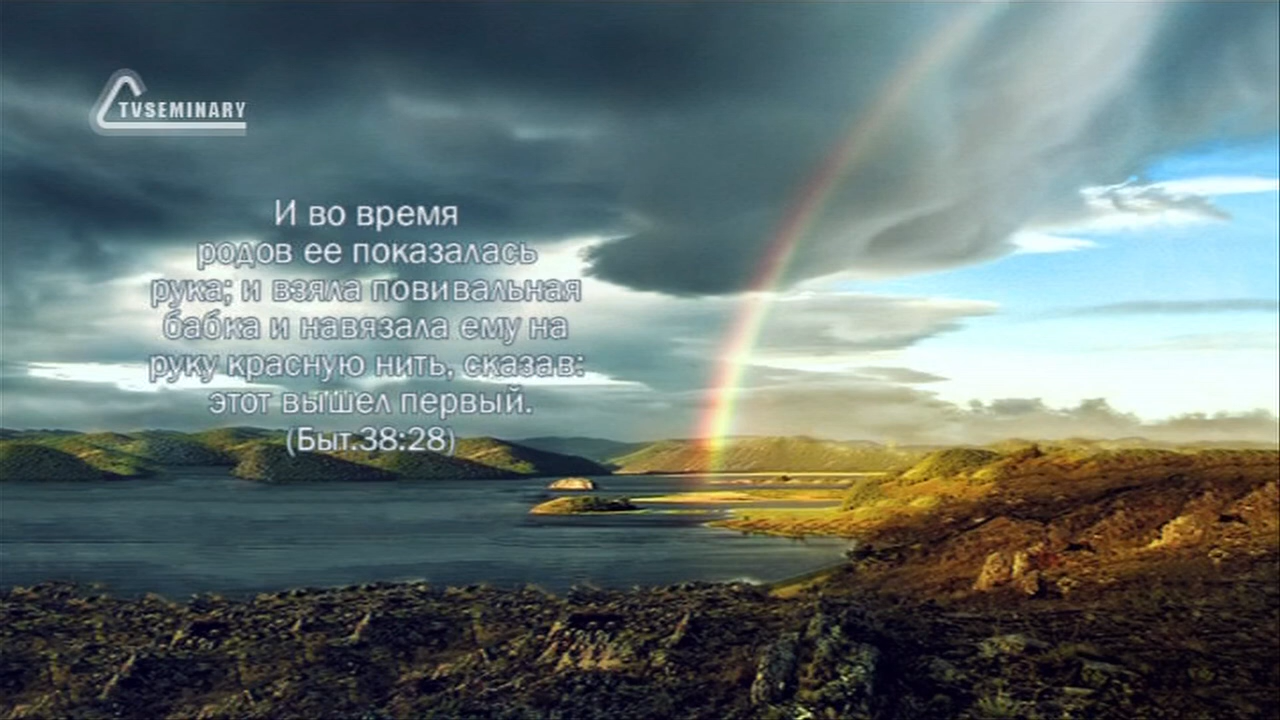 TVSEMINARY
И во время
родов ее показалась
рука; и взяла повивальная
бабка и навязала ему на
руку красную нить, сказав:
этот вышел первый.
(Быт.38:28)